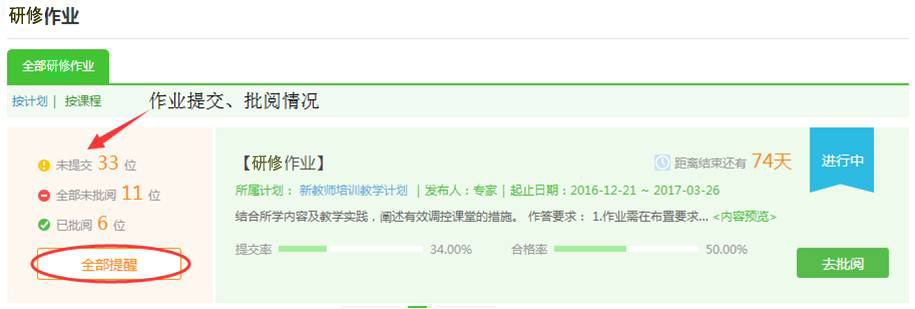 研修作业
全部研修作业
按计划 | 按课程
作业提交、批阅情况
未提交 33 位
全部未批阅 11 位
已批阅 6 位
全部提醒
【研修作业】
距离结束还有 74天
进行中
所属计划： 新教师培训教学计划 | 发布人：专家 | 起止日期：2016-12-21 ~ 2017-03-26
结合所学内容及教学实践，阐述有效调控课堂的措施。 作答要求： 1.作业需在布置要求... <内容预览>
提交率 34.00% 合格率 50.00%
去批阅